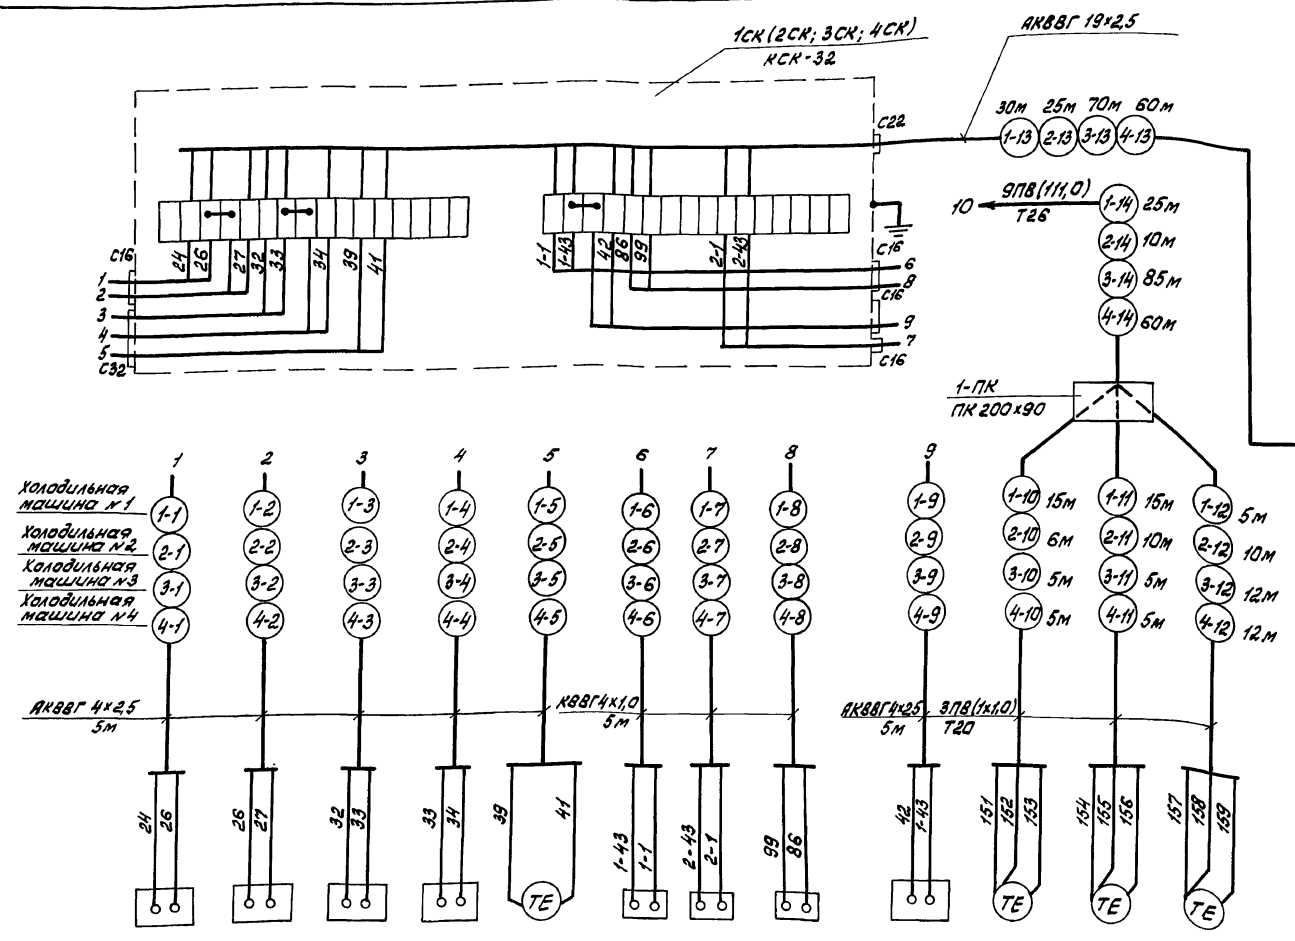 1СК (2СК; 3СК; 4СК)
КСК-32
АКВВГ 19×2,5
С22
30м 25м 70м 60м
1-13 2-13 3-13 4-13
9ПВ(1×1,0)
Т26
10
1-14 25м
2-14 10м
3-14 85м
4-14 60м
С16
24 26 27 32 33 34 39 41
1-1 1-43 42 86 99 2-1 2-43
С16
1
2
3
4
5
С32
6
8
С16
9
7
С16
1-ПК
ПК 200×90
1 2 3 4 5 6 7 8 9
Холодильная
машина №1
1-1 1-2 1-3 1-4 1-5 1-6 1-7 1-8 1-9 1-10 15м 1-11 15м 1-12 5м
Холодильная
машина №2
2-1 2-2 2-3 2-4 2-5 2-6 2-7 2-8 2-9 2-10 6м 2-11 10м 2-12 10м
Холодильная
машина №3
3-1 3-2 3-3 3-4 3-5 3-6 3-7 3-8 3-9 3-10 5м 3-11 5м 3-12 12м
Холодильная
машина №4
4-1 4-2 4-3 4-4 4-5 4-6 4-7 4-8 4-9 4-10 5м 4-11 5м 4-12 12м
АКВВГ 4×2,5
5м
КВВГ4×1,0
5м
АКВВГ4×2,5
5м
3ПВ(1×1,0)
Т20
24 26 26 27 32 33 33 34 39 41 1-43 1-1 2-43 2-1 99 86 42 1-43 151 152 153 154 155 156 157 158 159
ТЕ ТЕ ТЕ ТЕ